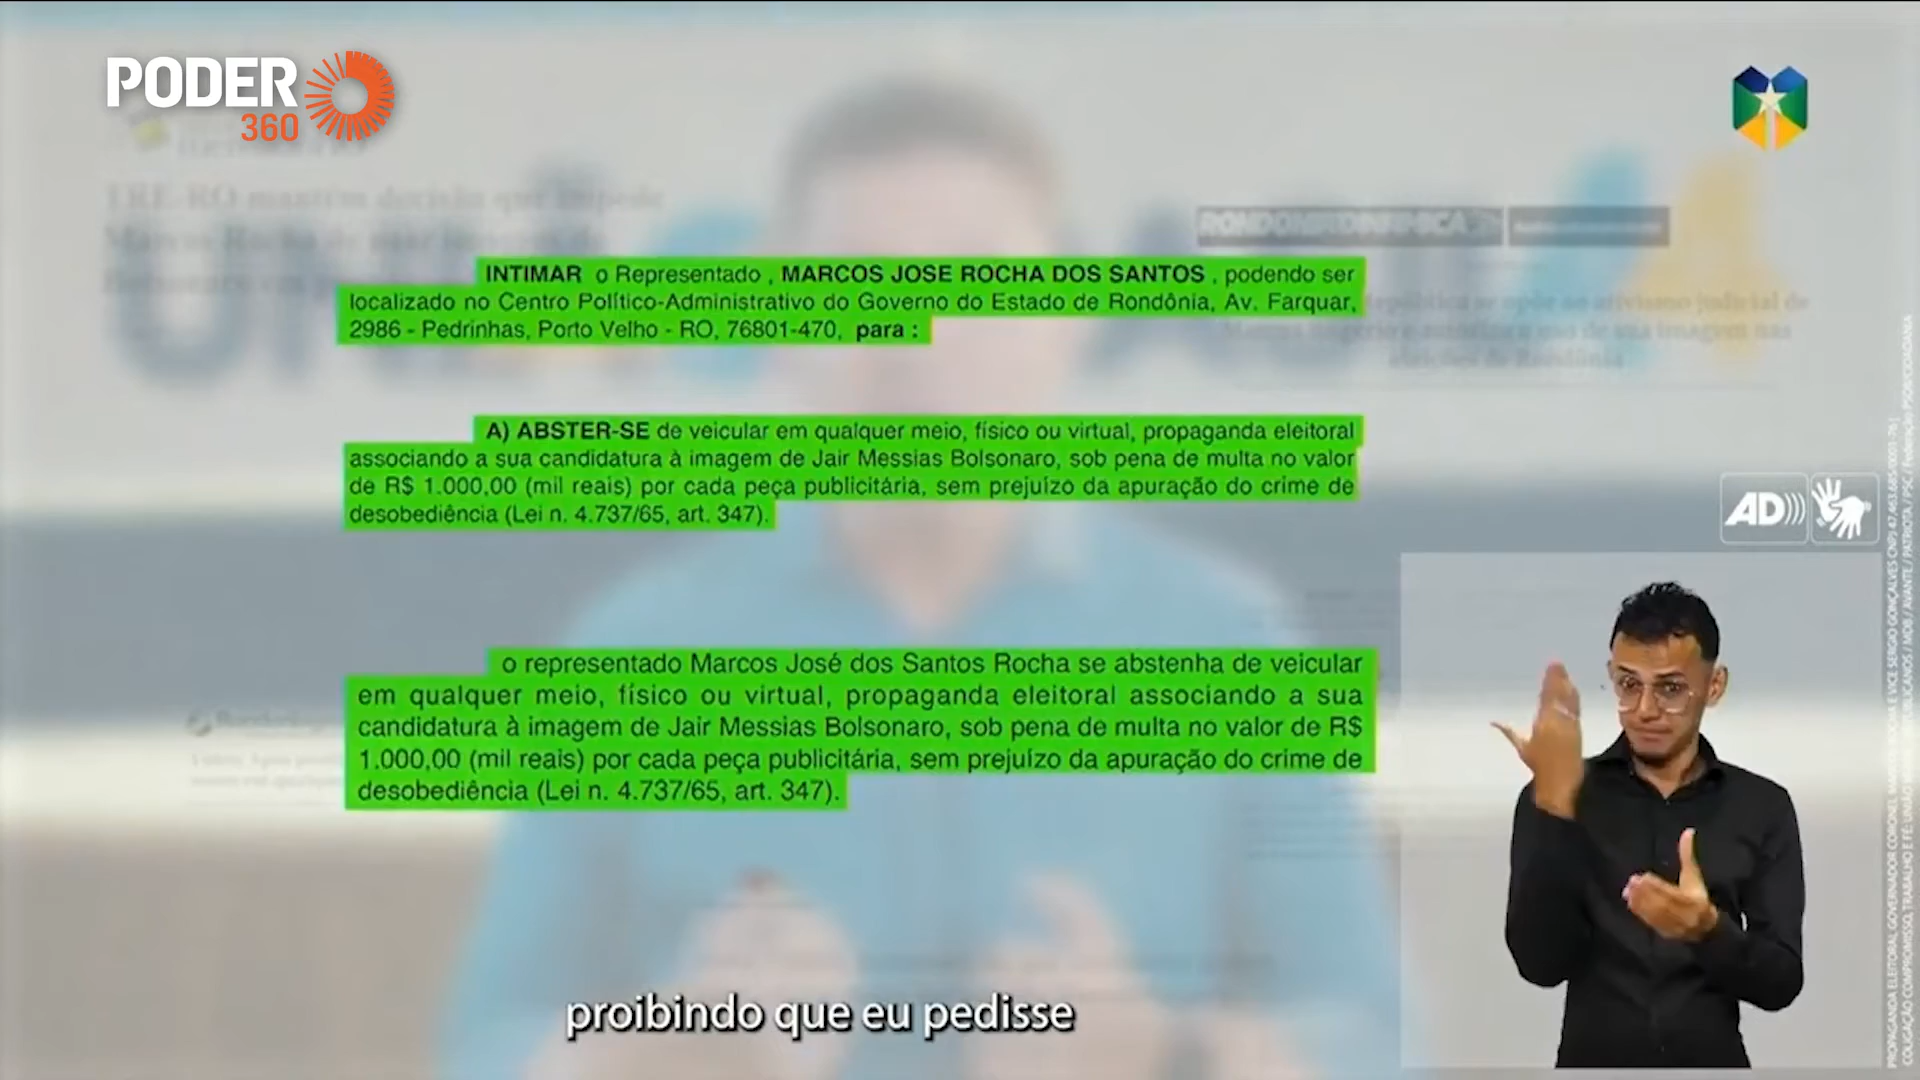 PODER
360
TRE-RO mantém decisão que impede
RONDONIADINAMICA
INTIMAR o Representado , MARCOS JOSE ROCHA DOS SANTOS , podendo ser
localizado no Centro Político-Administrativo do Governo do Estado de Rondônia, Av. Farquar,
2986 - Pedrinhas, Porto Velho - RO, 76801-470, para :
A) ABSTER-SE de veicular em qualquer meio, físico ou virtual, propaganda eleitoral
associando a sua candidatura à imagem de Jair Messias Bolsonaro, sob pena de multa no valor
de R$ 1.000,00 (mil reais) por cada peça publicitária, sem prejuízo da apuração do crime de
desobediência (Lei n. 4.737/65, art. 347).
AD
o representado Marcos José dos Santos Rocha se abstenha de veicular
em qualquer meio, físico ou virtual, propaganda eleitoral associando a sua
candidatura à imagem de Jair Messias Bolsonaro, sob pena de multa no valor de R$
1.000,00 (mil reais) por cada peça publicitária, sem prejuízo da apuração do crime de
desobediência (Lei n. 4.737/65, art. 347).
proibindo que eu pedisse